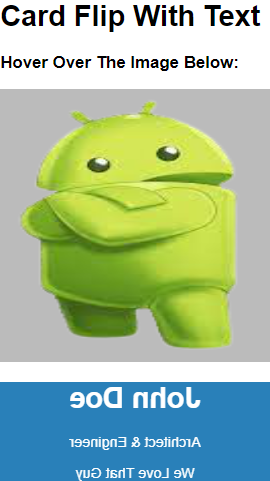 Card Flip With Text
Hover Over The Image Below:
John Doe
Architect & Engineer
We Love That Guy